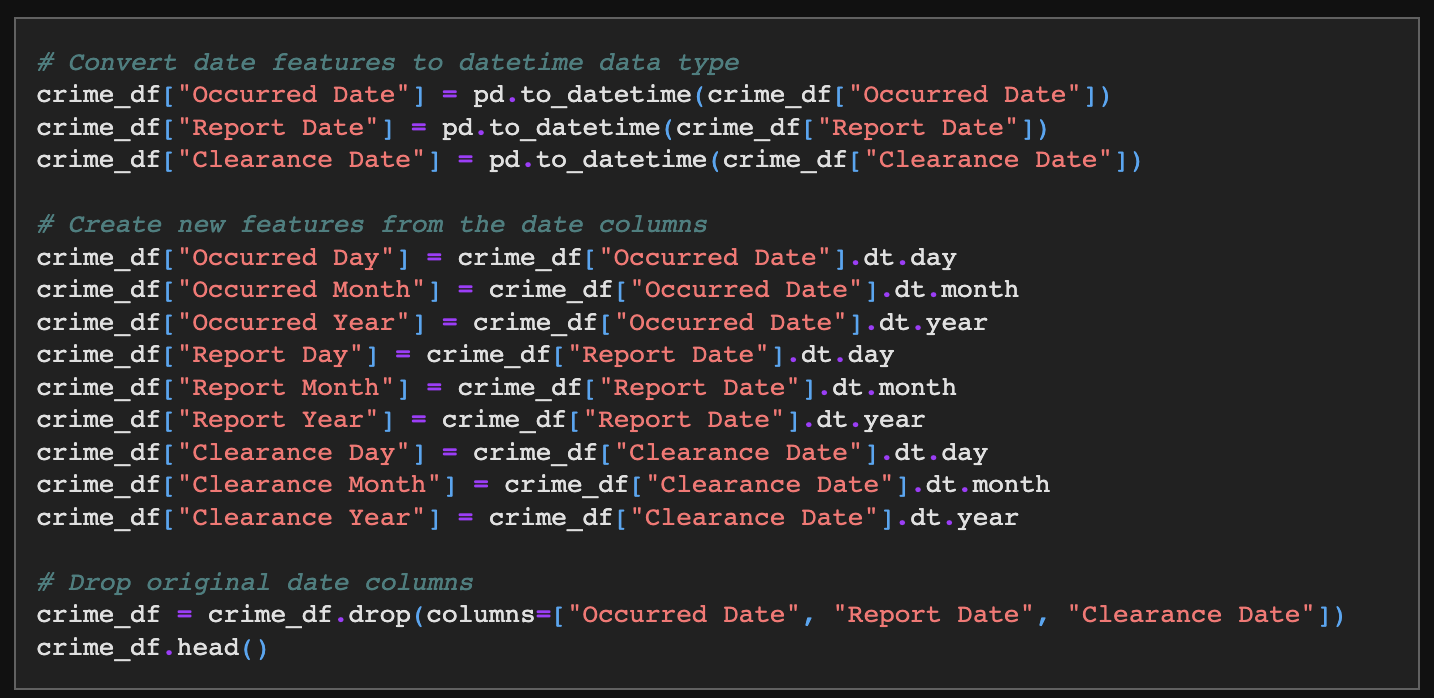 # Convert date features to datetime data type
crime_df["Occurred Date"] = pd.to_datetime(crime_df["Occurred Date"])
crime_df["Report Date"] = pd.to_datetime(crime_df["Report Date"])
crime_df["Clearance Date"] = pd.to_datetime(crime_df["Clearance Date"])
# Create new features from the date columns
crime_df["Occurred Day"] = crime_df["Occurred Date"].dt.day
crime_df["Occurred Month"] = crime_df["Occurred Date"].dt.month
crime_df["Occurred Year"] = crime_df["Occurred Date"].dt.year
crime_df["Report Day"] = crime_df["Report Date"].dt.day
crime_df["Report Month"] = crime_df["Report Date"].dt.month
crime_df["Report Year"] = crime_df["Report Date"].dt.year
crime_df["Clearance Day"] = crime_df["Clearance Date"].dt.day
crime_df["Clearance Month"] = crime_df["Clearance Date"].dt.month
crime_df["Clearance Year"] = crime_df["Clearance Date"].dt.year
# Drop original date columns
crime_df = crime_df.drop(columns=["Occurred Date", "Report Date", "Clearance Date"])
crime_df.head()